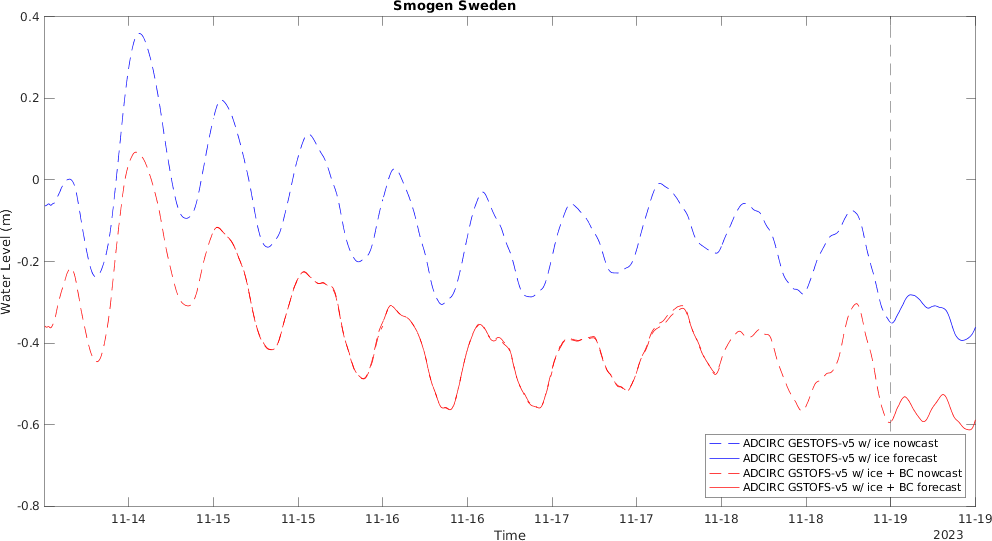 Smogen Sweden
0.4
0.2
0
-0.2
-0.4
-0.6
-0.8
Water Level (m)
ADCIRC GESTOFS-v5 w/ ice nowcast
ADCIRC GESTOFS-v5 w/ ice forecast
ADCIRC GSTOFS-v5 w/ ice + BC nowcast
ADCIRC GSTOFS-v5 w/ ice + BC forecast
11-14 11-15 11-15 11-16 11-16 11-17 11-17 11-18 11-18 11-19 11-19
Time
2023